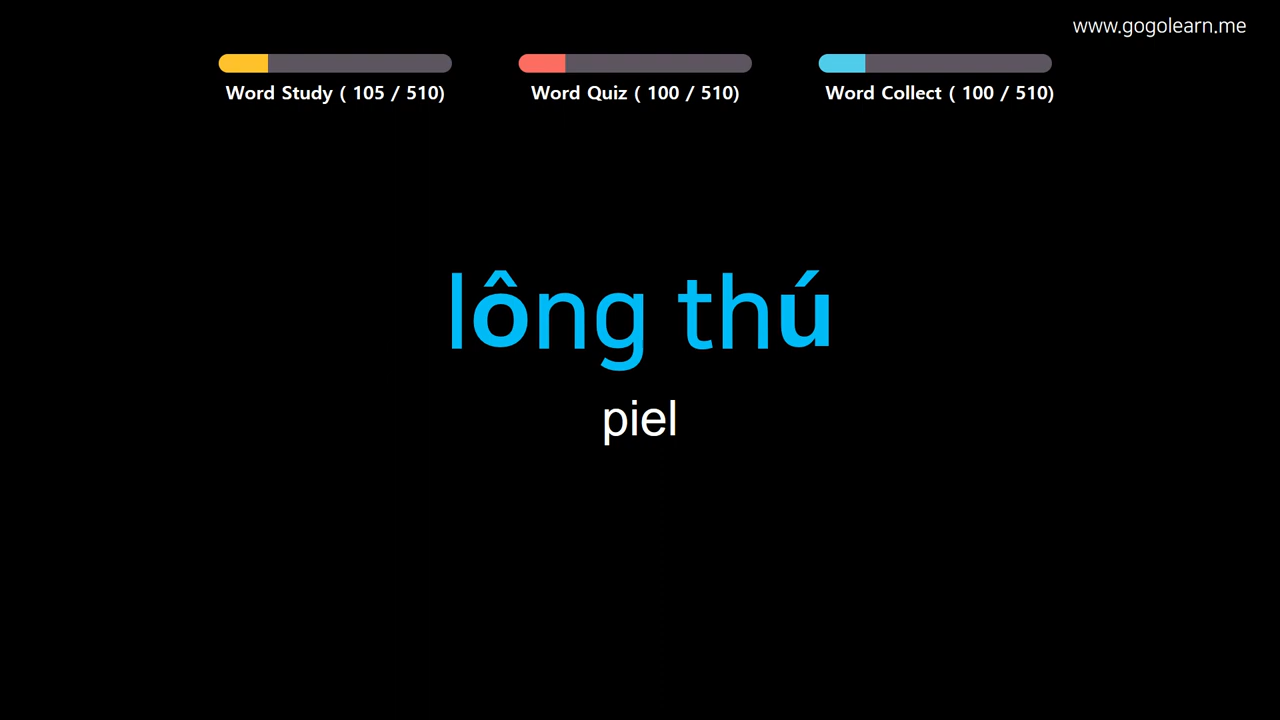 www.gogolearn.me
Word Study ( 105 / 510)
Word Quiz ( 100 / 510)
Word Collect ( 100 / 510)
lông thú
piel